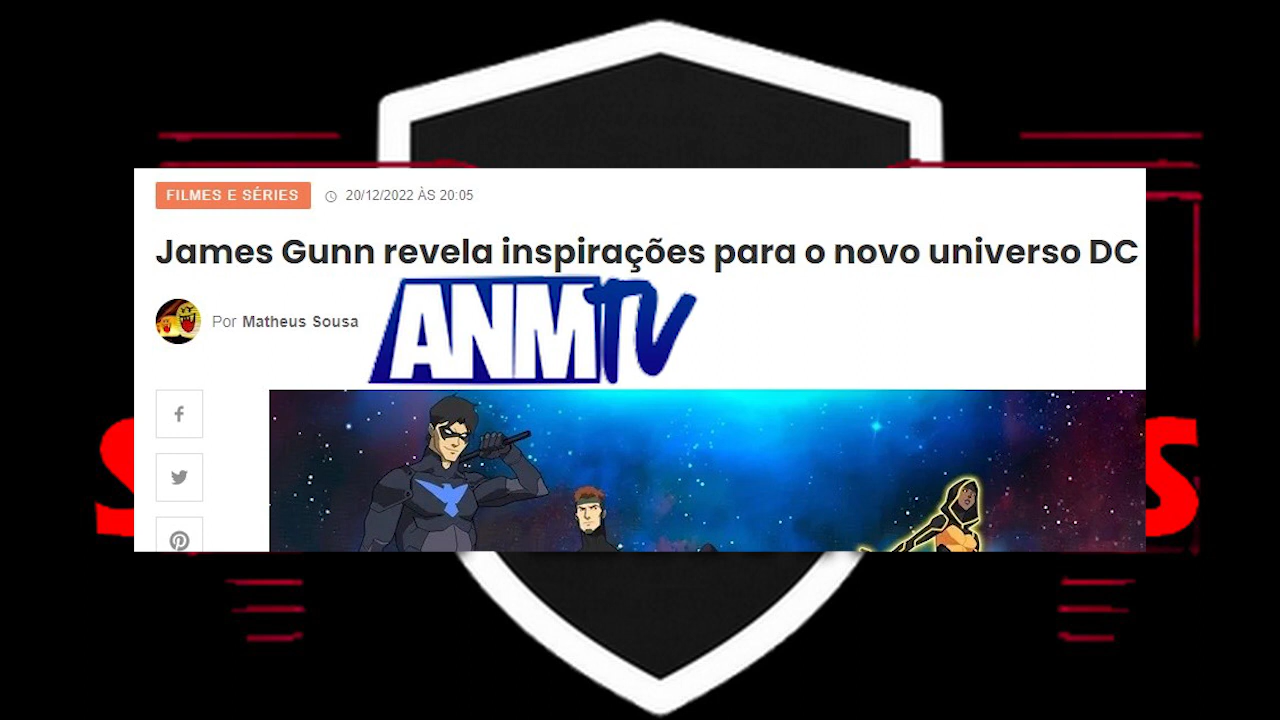 FILMES E SÉRIES 20/12/2022 ÀS 20:05
James Gunn revela inspirações para o novo universo DC
Por Matheus Sousa
ANMTV